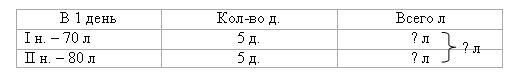 В 1 день Кол-во д. Всего л
I н. – 70 л 5 д. ? л
II н. – 80 л 5 д. ? л
? л